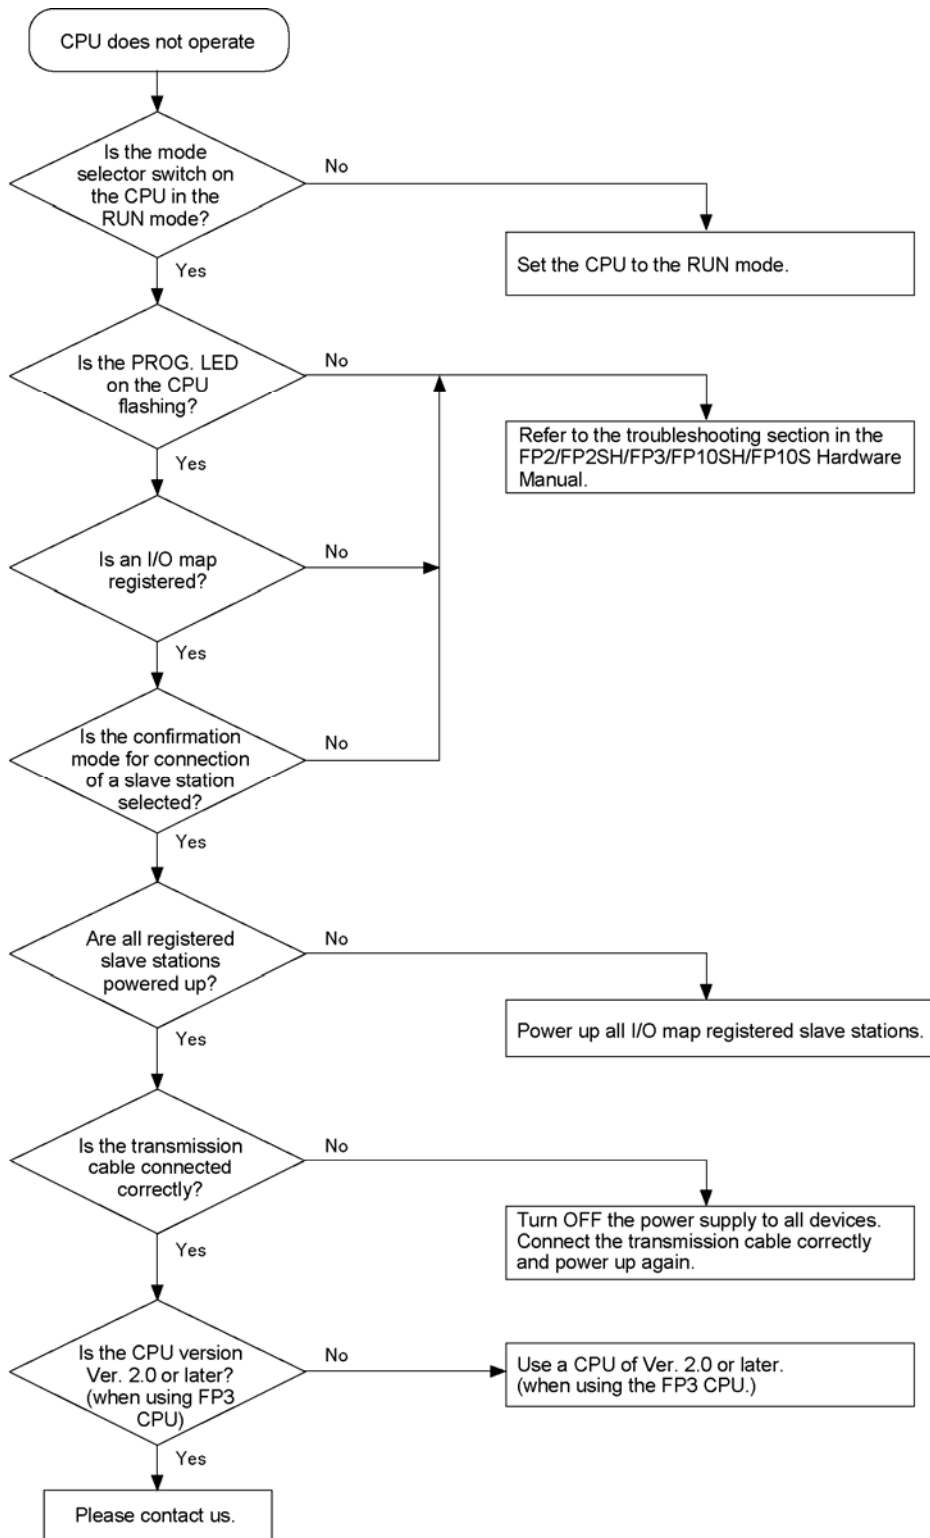 CPU does not operate
Is the mode
selector switch on
the CPU in the
RUN mode?
No
Set the CPU to the RUN mode.
Yes
Is the PROG. LED
on the CPU
flashing?
No
Refer to the troubleshooting section in the
FP2/FP2SH/FP3/FP10SH/FP10S Hardware
Manual.
Yes
Is an I/O map
registered?
No
Yes
Is the confirmation
mode for connection
of a slave station
selected?
No
Yes
Are all registered
slave stations
powered up?
No
Power up all I/O map registered slave stations.
Yes
Is the transmission
cable connected
correctly?
No
Turn OFF the power supply to all devices.
Connect the transmission cable correctly
and power up again.
Yes
Is the CPU version
Ver. 2.0 or later?
(when using FP3
CPU)
No
Use a CPU of Ver. 2.0 or later.
(when using the FP3 CPU.)
Yes
Please contact us.